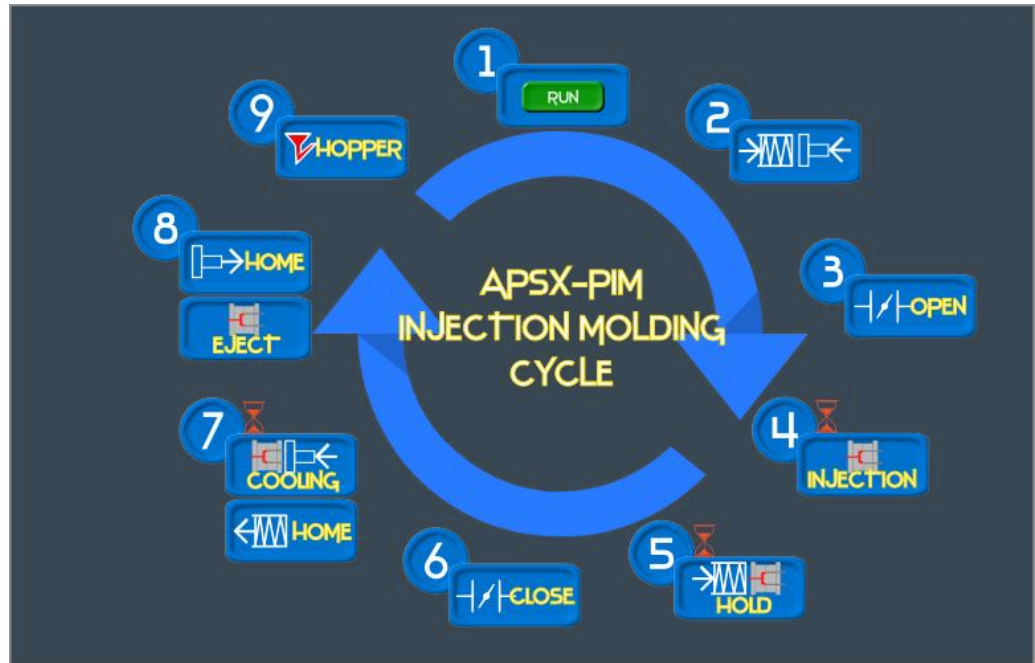 1
RUN
2
3
OPEN
4
INJECTION
5
HOLD
6
CLOSE
7
COOLING
HOME
8
HOME
EJECT
9
HOPPER
APSX-PIM
INJECTION MOLDING
CYCLE